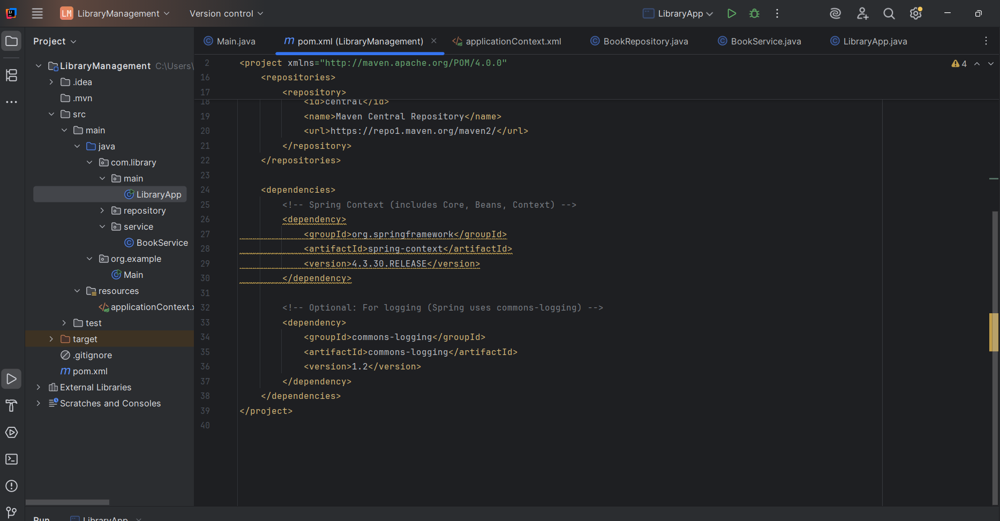 LM LibraryManagement Version control LibraryApp
Project
Main.java pom.xml (LibraryManagement) applicationContext.xml BookRepository.java BookService.java LibraryApp.java
LibraryManagement C:\Users\
.idea
.mvn
src
main
java
com.library
main
LibraryApp
repository
service
BookService
org.example
Main
resources
applicationContext.x
test
target
.gitignore
pom.xml
External Libraries
Scratches and Consoles
4
2 <project xmlns="http://maven.apache.org/POM/4.0.0"
16 <repositories>
17 <repository>
18 <id>central</id>
19 <name>Maven Central Repository</name>
20 <url>https://repo1.maven.org/maven2/</url>
21 </repository>
22 </repositories>
23
24 <dependencies>
25 <!-- Spring Context (includes Core, Beans, Context) -->
26 <dependency>
27 <groupId>org.springframework</groupId>
28 <artifactId>spring-context</artifactId>
29 <version>4.3.30.RELEASE</version>
30 </dependency>
31
32 <!-- Optional: For logging (Spring uses commons-logging) -->
33 <dependency>
34 <groupId>commons-logging</groupId>
35 <artifactId>commons-logging</artifactId>
36 <version>1.2</version>
37 </dependency>
38 </dependencies>
39 </project>
40
Run LibraryApp